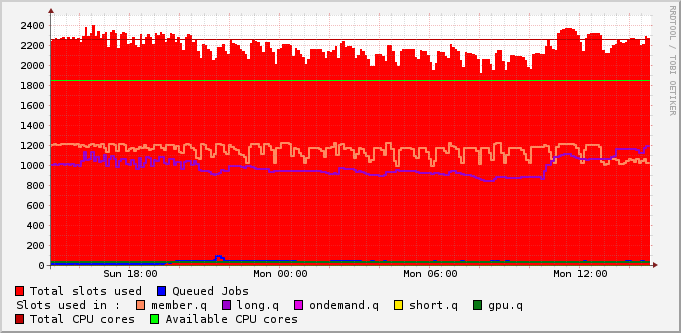 2400
2200
2000
1800
1600
1400
1200
1000
800
600
400
200
0
Sun 18:00 Mon 00:00 Mon 06:00 Mon 12:00
Total slots used Queued Jobs
Slots used in : member.q long.q ondemand.q short.q gpu.q
Total CPU cores Available CPU cores
RRDTOOL / TOBI OETIKER